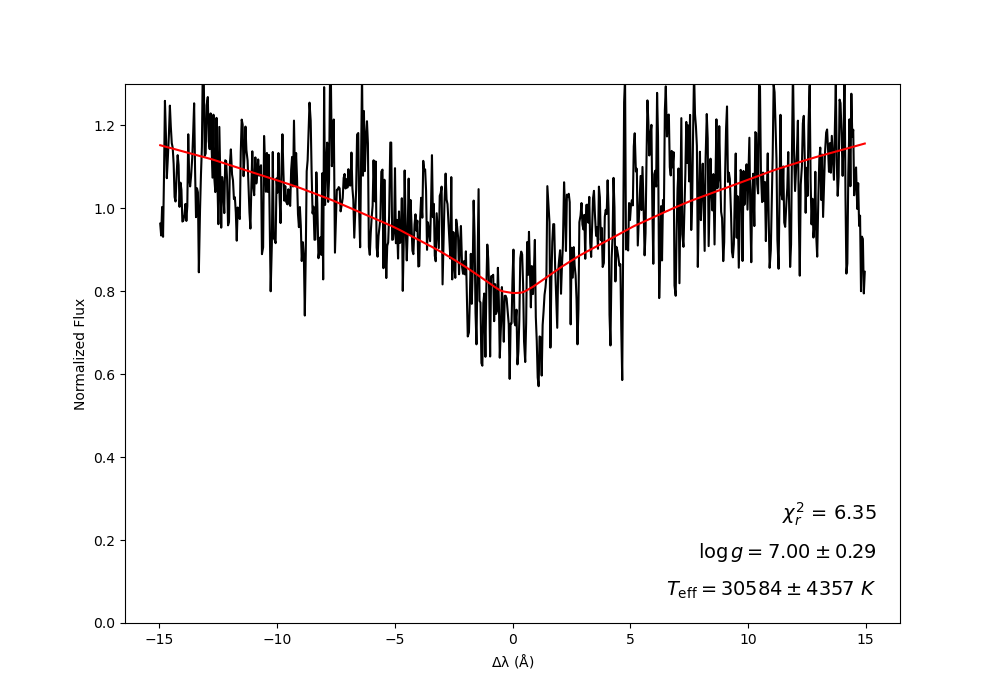 1.2
1.0
0.8
0.6
0.4
0.2
0.0
Normalized Flux
χ²ᵣ = 6.35
log g = 7.00 ± 0.29
T_eff = 30584 ± 4357 K
−15 −10 −5 0 5 10 15
Δλ (Å)